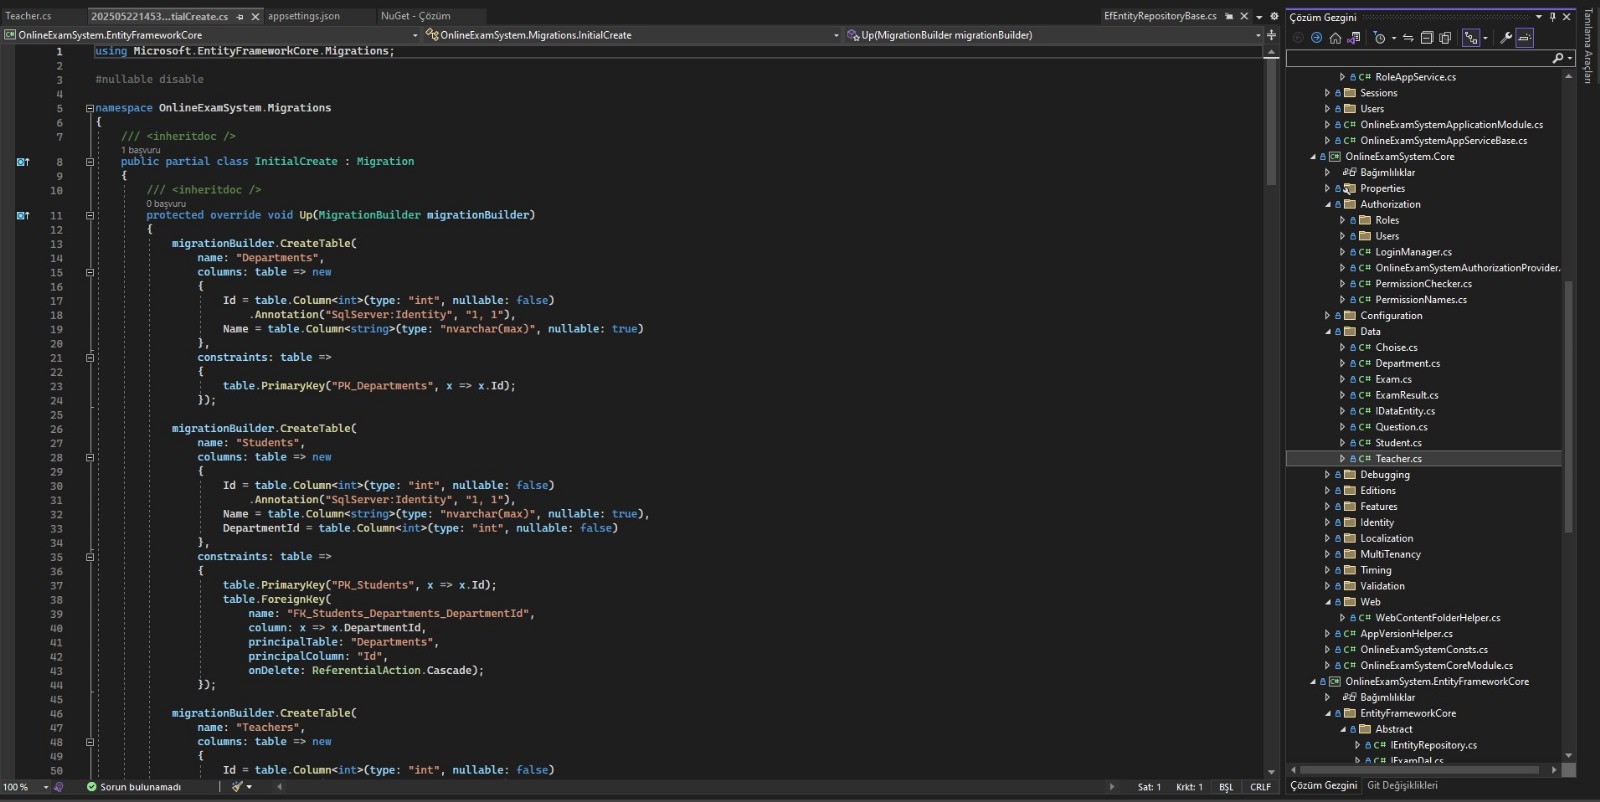 Teacher.cs
202505221453...tialCreate.cs
appsettings.json
NuGet - Çözüm
EfEntityRepositoryBase.cs
OnlineExamSystem.EntityFrameworkCore
OnlineExamSystem.Migrations.InitialCreate
Up(MigrationBuilder migrationBuilder)
1 using Microsoft.EntityFrameworkCore.Migrations;
2
3 #nullable disable
4
5 namespace OnlineExamSystem.Migrations
6 {
7 /// <inheritdoc />
1 başvuru
8 public partial class InitialCreate : Migration
9 {
10 /// <inheritdoc />
0 başvuru
11 protected override void Up(MigrationBuilder migrationBuilder)
12 {
13 migrationBuilder.CreateTable(
14 name: "Departments",
15 columns: table => new
16 {
17 Id = table.Column<int>(type: "int", nullable: false)
18 .Annotation("SqlServer:Identity", "1, 1"),
19 Name = table.Column<string>(type: "nvarchar(max)", nullable: true)
20 },
21 constraints: table =>
22 {
23 table.PrimaryKey("PK_Departments", x => x.Id);
24 });
25
26 migrationBuilder.CreateTable(
27 name: "Students",
28 columns: table => new
29 {
30 Id = table.Column<int>(type: "int", nullable: false)
31 .Annotation("SqlServer:Identity", "1, 1"),
32 Name = table.Column<string>(type: "nvarchar(max)", nullable: true),
33 DepartmentId = table.Column<int>(type: "int", nullable: false)
34 },
35 constraints: table =>
36 {
37 table.PrimaryKey("PK_Students", x => x.Id);
38 table.ForeignKey(
39 name: "FK_Students_Departments_DepartmentId",
40 column: x => x.DepartmentId,
41 principalTable: "Departments",
42 principalColumn: "Id",
43 onDelete: ReferentialAction.Cascade);
44 });
45
46 migrationBuilder.CreateTable(
47 name: "Teachers",
48 columns: table => new
49 {
50 Id = table.Column<int>(type: "int", nullable: false)
100 %
Sorun bulunamadı
Satı: 1
Krkt: 1
BŞL
CRLF
Çözüm Gezgini
C# RoleAppService.cs
Sessions
Users
C# OnlineExamSystemApplicationModule.cs
C# OnlineExamSystemAppServiceBase.cs
C# OnlineExamSystem.Core
Bağımlılıklar
Properties
Authorization
Roles
Users
C# LoginManager.cs
C# OnlineExamSystemAuthorizationProvider.
C# PermissionChecker.cs
C# PermissionNames.cs
Configuration
Data
C# Choise.cs
C# Department.cs
C# Exam.cs
C# ExamResult.cs
C# IDataEntity.cs
C# Question.cs
C# Student.cs
C# Teacher.cs
Debugging
Editions
Features
Identity
Localization
MultiTenancy
Timing
Validation
Web
C# WebContentFolderHelper.cs
C# AppVersionHelper.cs
C# OnlineExamSystemConsts.cs
C# OnlineExamSystemCoreModule.cs
C# OnlineExamSystem.EntityFrameworkCore
Bağımlılıklar
EntityFrameworkCore
Abstract
C# IEntityRepository.cs
C# IExamDal.cs
Çözüm Gezgini
Git Değişiklikleri
Tanılama Araçları